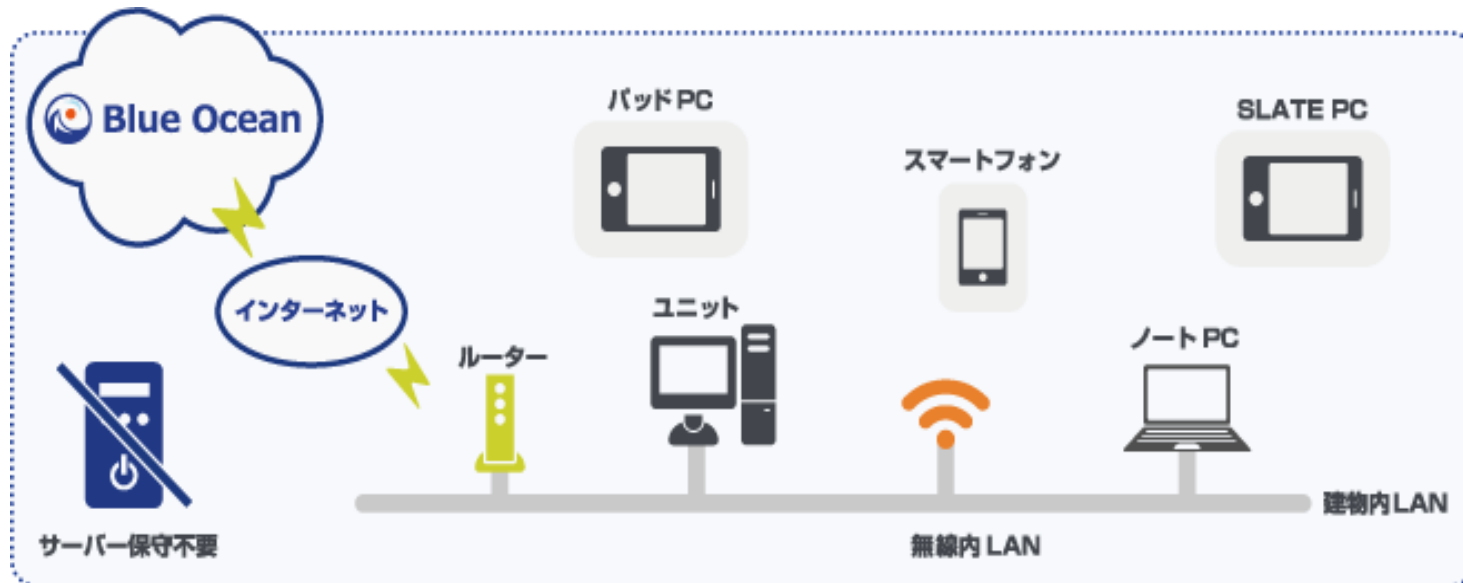 Blue Ocean
パッドPC
SLATE PC
スマートフォン
インターネット
ユニット
ルーター
ノートPC
建物内LAN
サーバー保守不要
無線内LAN